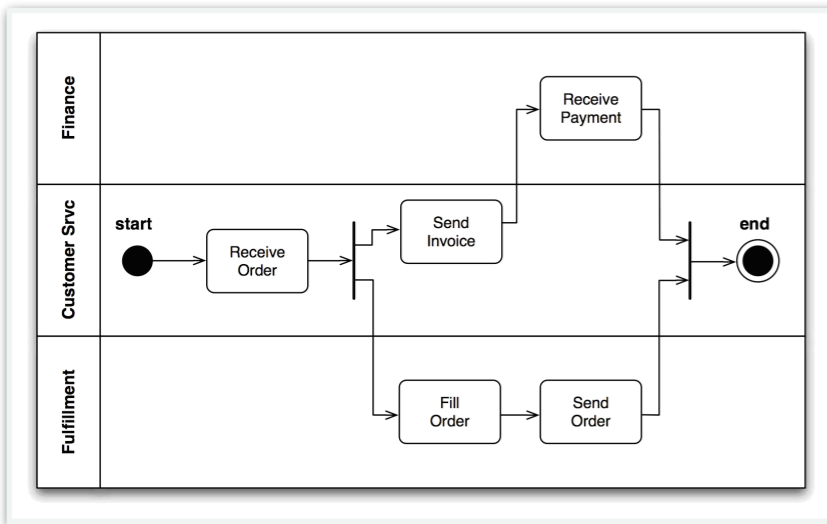 Finance
Receive
Payment
Customer Srvc
start
Receive
Order
Send
Invoice
end
Fulfillment
Fill
Order
Send
Order